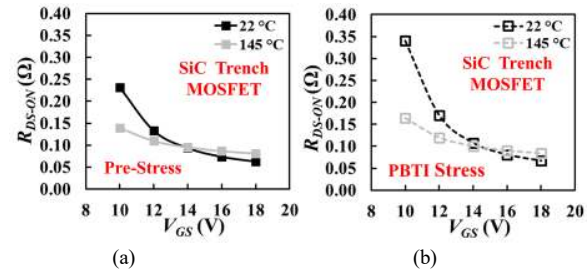 (a)
0.40
0.35
0.30
0.25
0.20
0.15
0.10
0.05
0.00
R_DS-ON (Ω)
22 °C
145 °C
SiC Trench
MOSFET
Pre-Stress
8 10 12 14 16 18 20
V_GS (V)
(a)
(b)
0.40
0.35
0.30
0.25
0.20
0.15
0.10
0.05
0.00
R_DS-ON (Ω)
22 °C
145 °C
SiC Trench
MOSFET
PBTI Stress
8 10 12 14 16 18 20
V_GS (V)
(b)